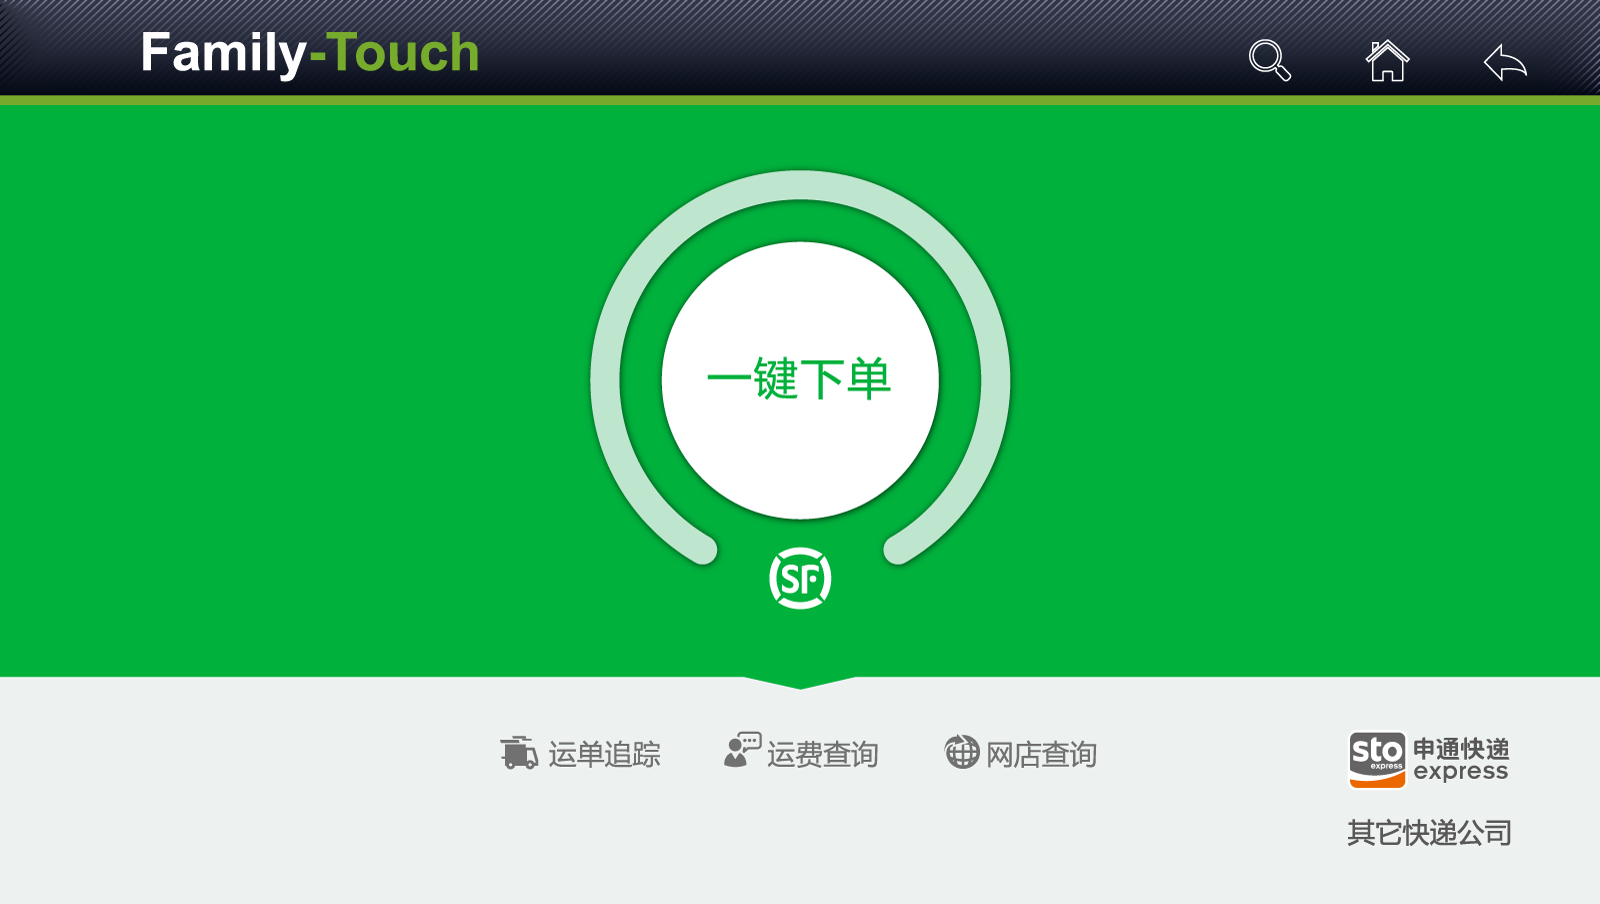 Family-Touch
一键下单
SF
运单追踪
运费查询
网店查询
sto express
申通快递
express
其它快递公司